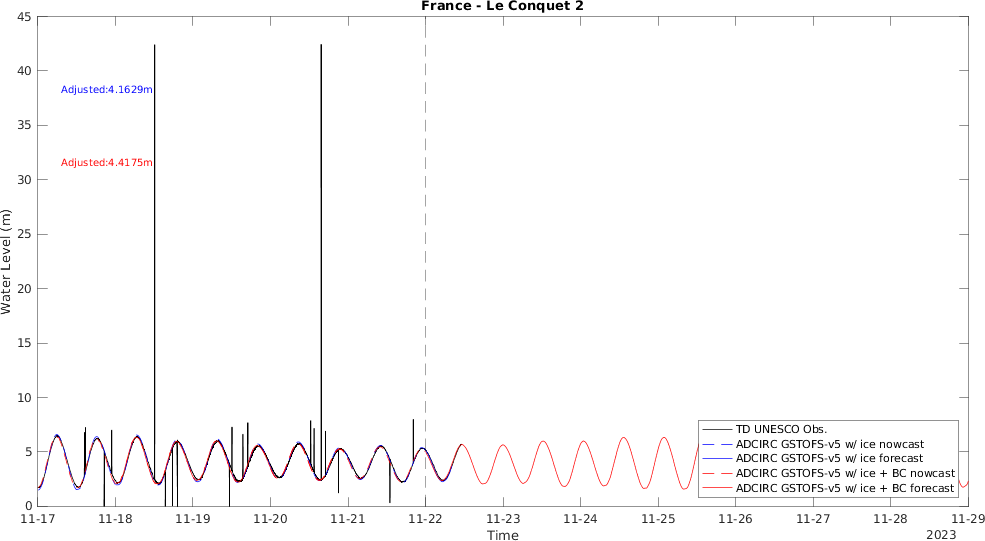 France - Le Conquet 2
45
40
35
30
25
20
15
10
5
0
Water Level (m)
Adjusted:4.1629m
Adjusted:4.4175m
TD UNESCO Obs.
ADCIRC GSTOFS-v5 w/ ice nowcast
ADCIRC GSTOFS-v5 w/ ice forecast
ADCIRC GSTOFS-v5 w/ ice + BC nowcast
ADCIRC GSTOFS-v5 w/ ice + BC forecast
11-17 11-18 11-19 11-20 11-21 11-22 11-23 11-24 11-25 11-26 11-27 11-28 11-29
Time
2023